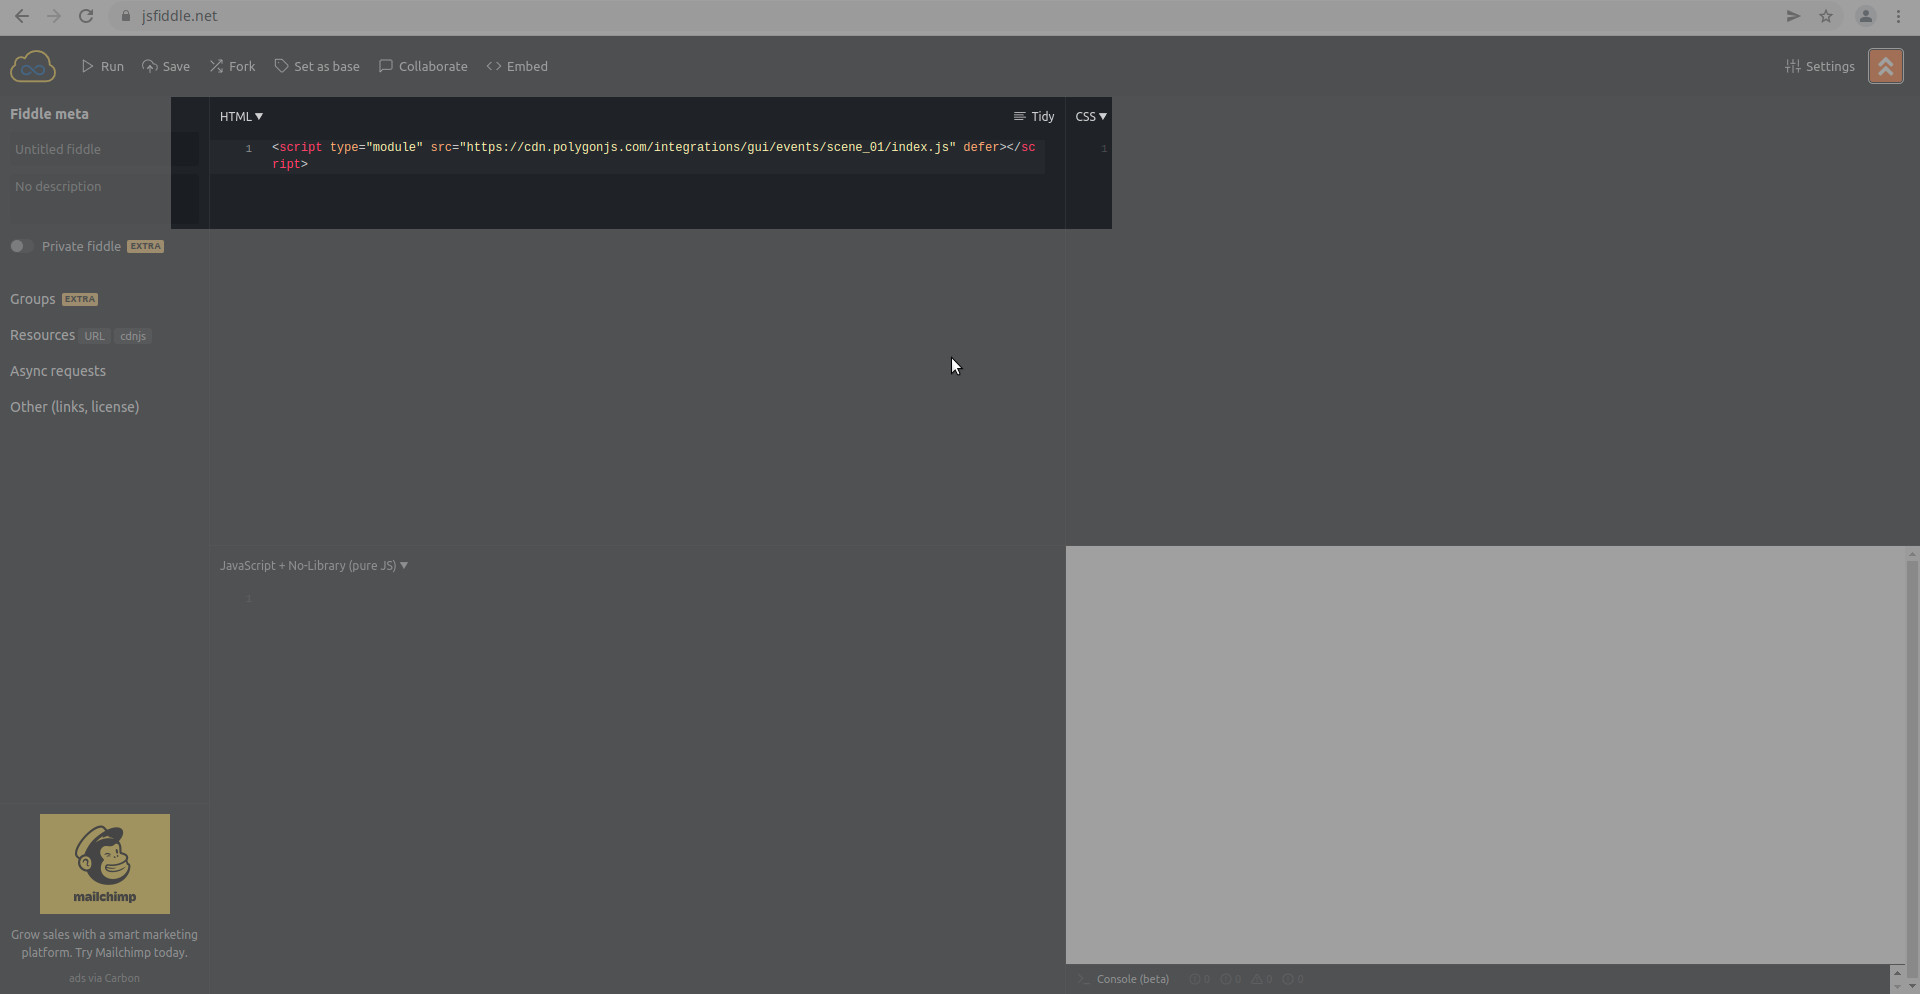 jsfiddle.net
Run Save Fork Set as base Collaborate Embed Settings
Fiddle meta
Untitled fiddle
No description
Private fiddle EXTRA
Groups EXTRA
Resources URL cdnjs
Async requests
Other (links, license)
HTML▼ Tidy
1 <script type="module" src="https://cdn.polygonjs.com/integrations/gui/events/scene_01/index.js" defer></sc
ript>
CSS▼
1
JavaScript + No-Library (pure JS) ▼
1
mailchimp
Grow sales with a smart marketing
platform. Try Mailchimp today.
ads via Carbon
>_ Console (beta) 0 0 0 0